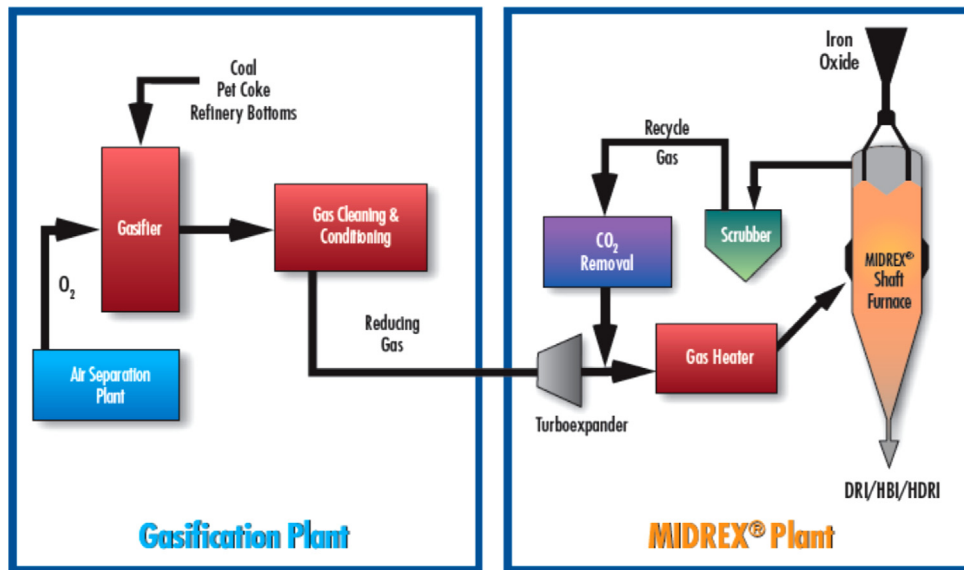 Coal
Pet Coke
Refinery Bottoms
Gasifier
O2
Air Separation
Plant
Gas Cleaning &
Conditioning
Reducing
Gas
Gasification Plant
Iron
Oxide
Recycle
Gas
CO2
Removal
Scrubber
MIDREX®
Shaft
Furnace
Gas Heater
Turboexpander
DRI/HBI/HDRI
MIDREX® Plant